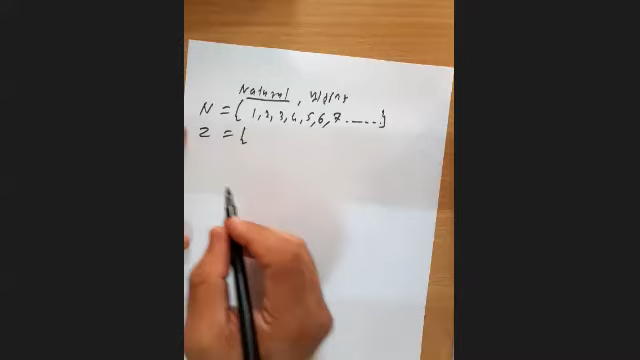 Natural ,
N = { 1, 2, 3, 4, 5, 6, 7 ------}
Z = {